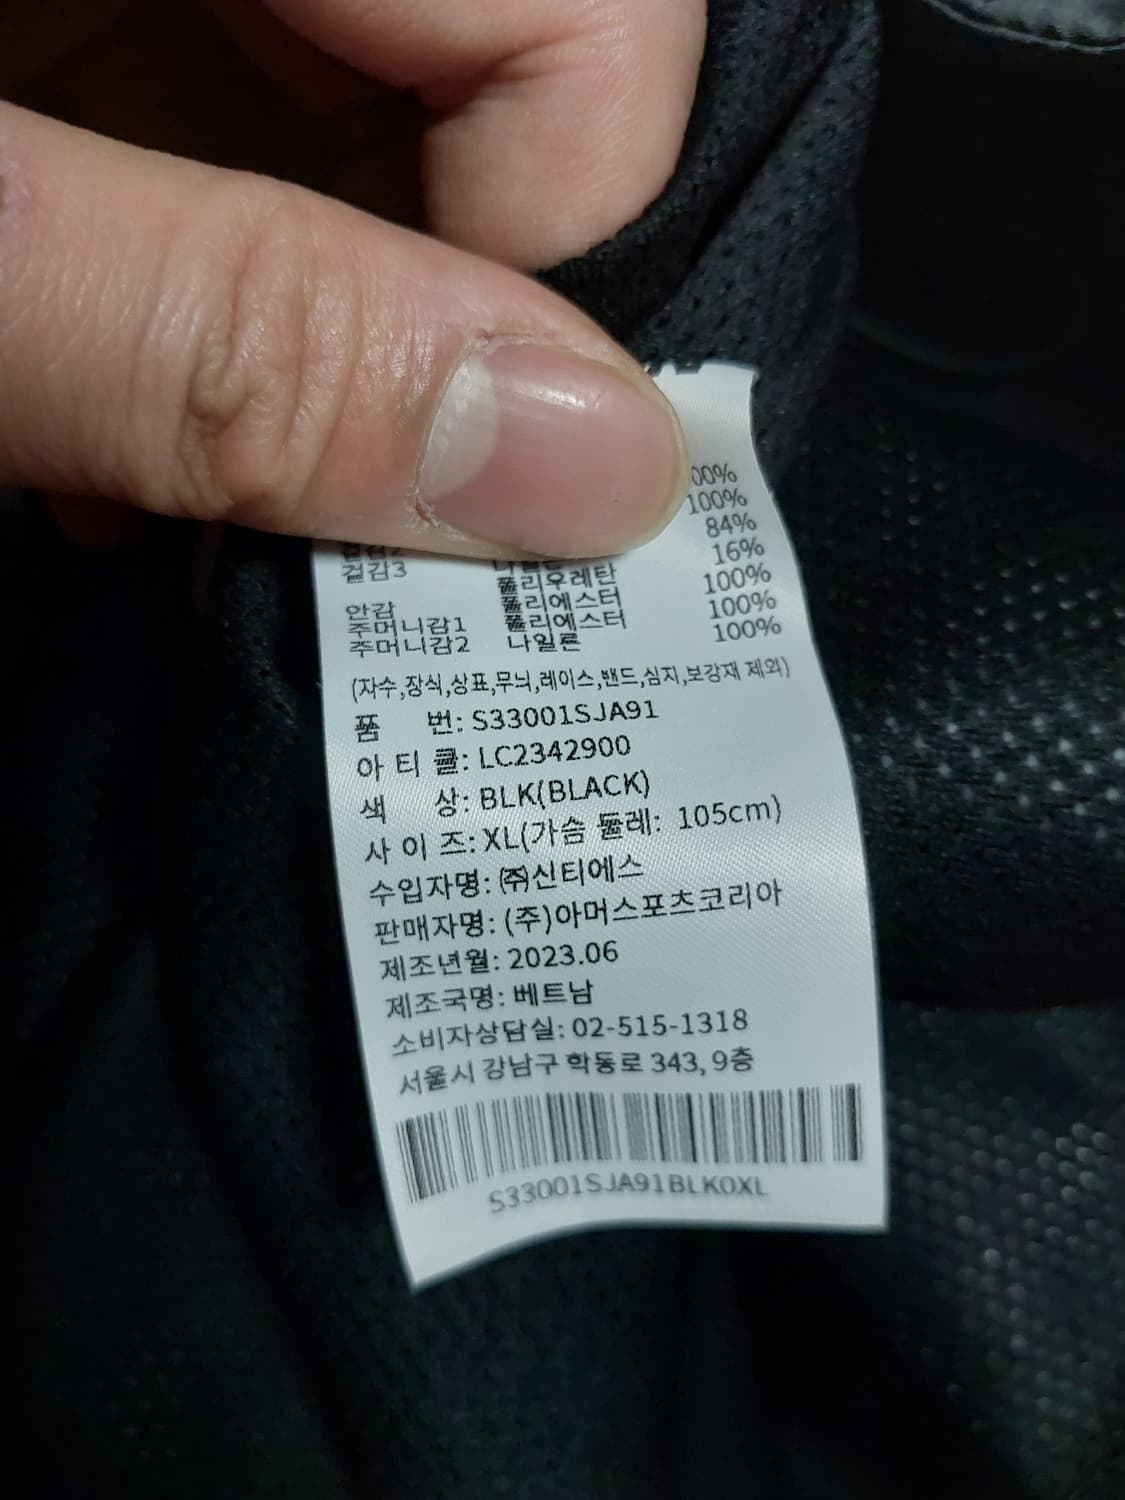 00%
100%
84%
겉감3 16%
폴리우레탄 100%
안감 폴리에스터 100%
주머니감1 폴리에스터 100%
주머니감2 나일론
(자수,장식,상표,무늬,레이스,밴드,심지,보강재 제외)
품 번: S33001SJA91
아 티 클: LC2342900
색 상: BLK(BLACK)
사 이 즈: XL(가슴 둘레: 105cm)
수입자명: ㈜신티에스
판매자명: (주)아머스포츠코리아
제조년월: 2023.06
제조국명: 베트남
소비자상담실: 02-515-1318
서울시 강남구 학동로 343, 9층
S33001SJA91BLK0XL